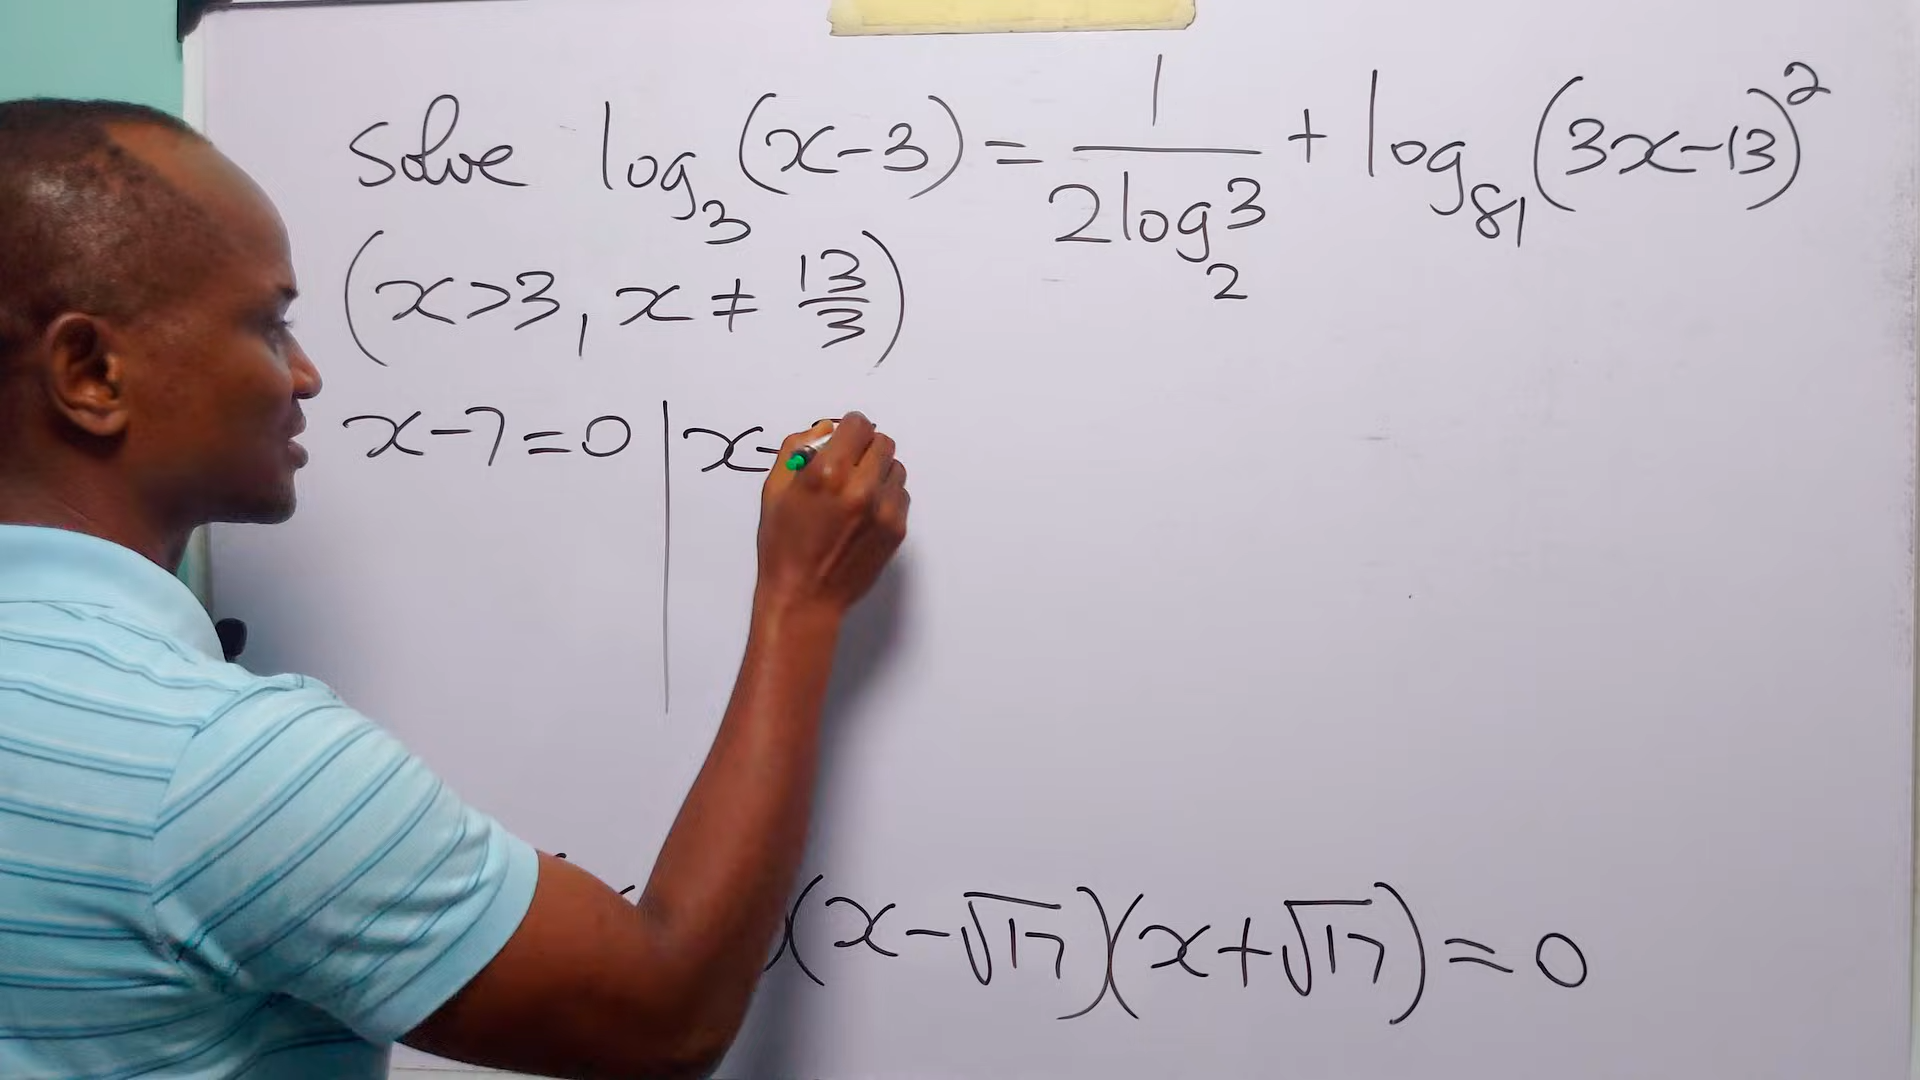 Solve log₃(x-3) = 1/(2log₂3) + log₈₁(3x-13)²
(x>3, x ≠ 13/3)
x-7=0 | x-
(x-√17)(x+√17) = 0